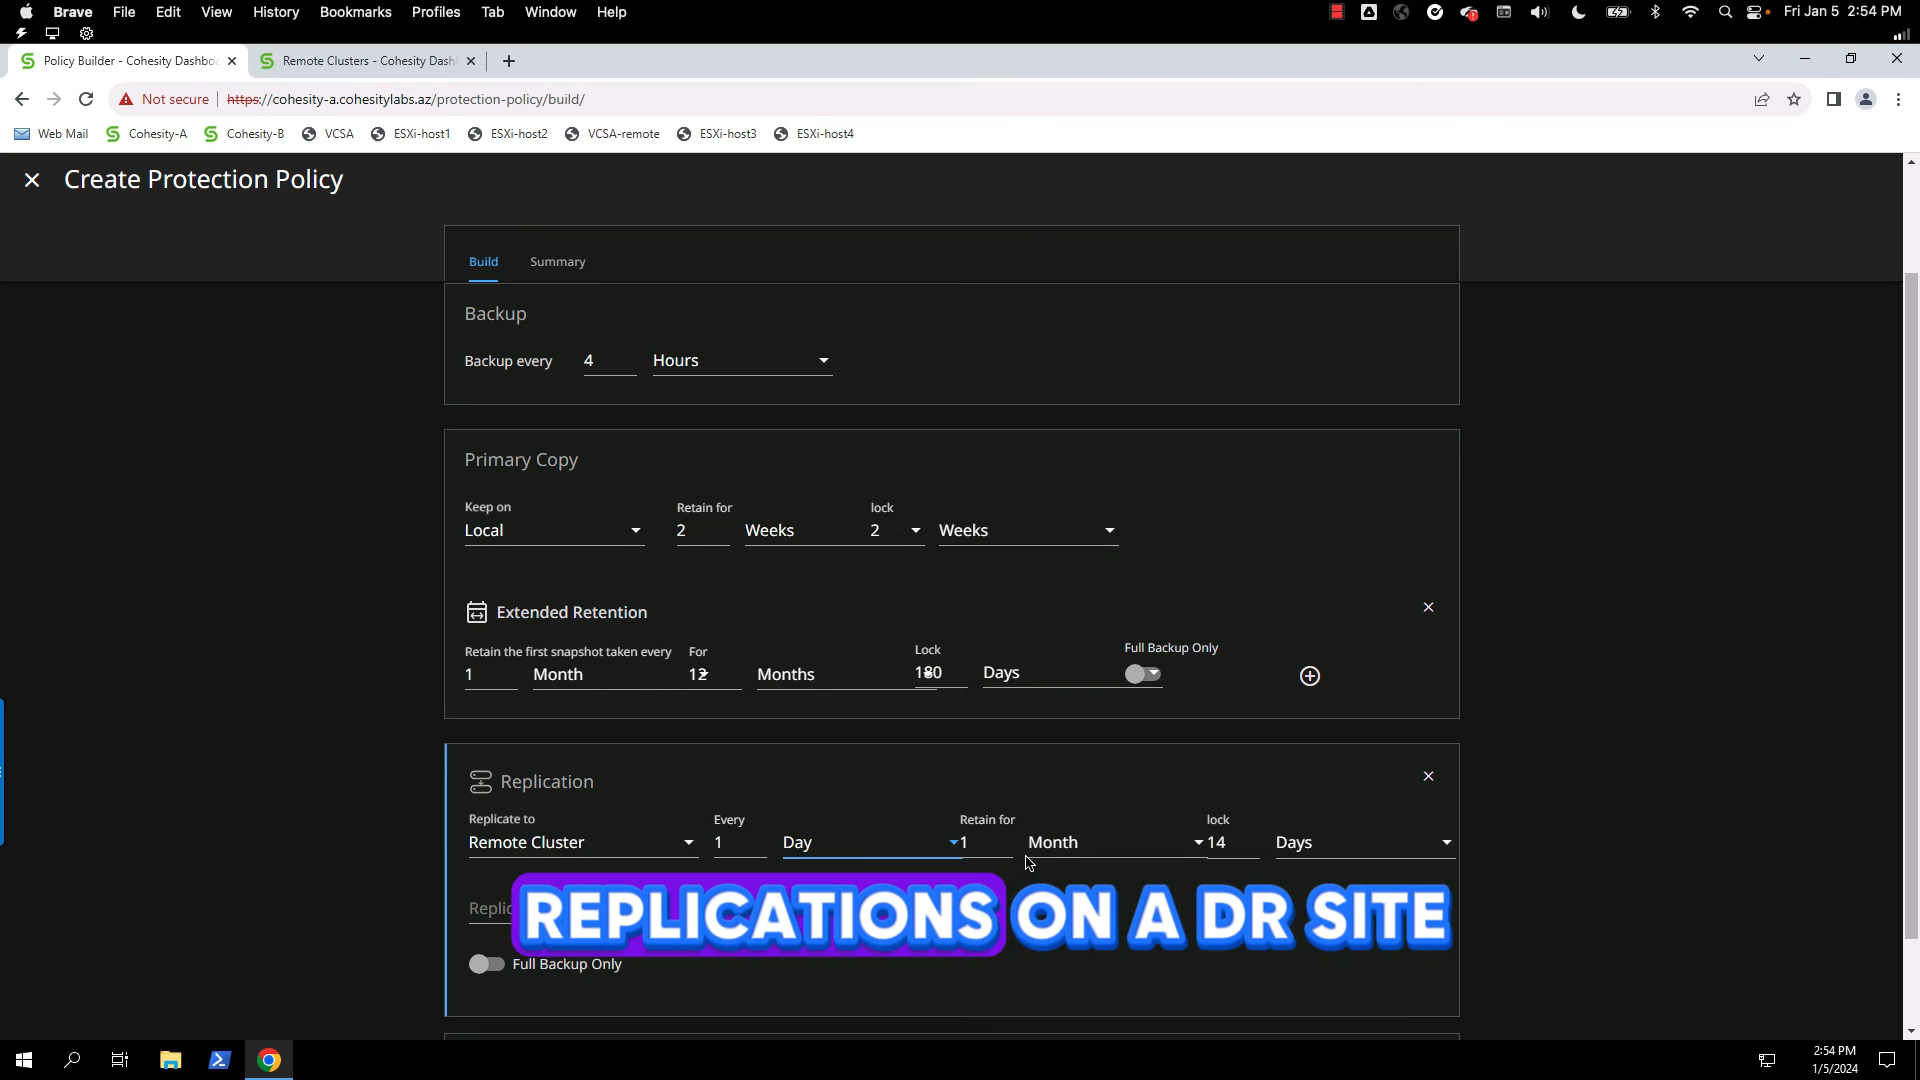 Brave File Edit View History Bookmarks Profiles Tab Window Help
Fri Jan 5 2:54 PM
Policy Builder - Cohesity Dashbo
Remote Clusters - Cohesity Dash
Not secure
https://cohesity-a.cohesitylabs.az/protection-policy/build/
Web Mail Cohesity-A Cohesity-B VCSA ESXi-host1 ESXi-host2 VCSA-remote ESXi-host3 ESXi-host4
Create Protection Policy
Build Summary
Backup
Backup every 4 Hours
Primary Copy
Keep on Retain for lock
Local 2 Weeks 2 Weeks
Extended Retention
Retain the first snapshot taken every For Lock Full Backup Only
1 Month 12 Months 180 Days
Replication
Replicate to Every Retain for lock
Remote Cluster 1 Day 1 Month 14 Days
REPLICATIONS ON A DR SITE
Full Backup Only
2:54 PM
1/5/2024